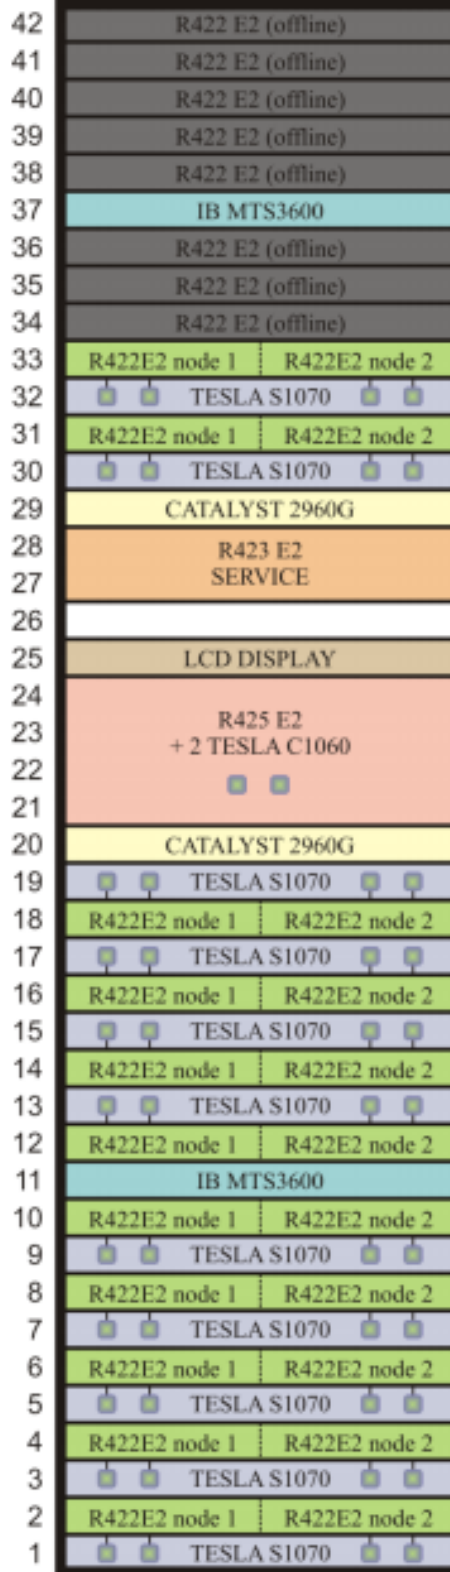 42 R422 E2 (offline)
41 R422 E2 (offline)
40 R422 E2 (offline)
39 R422 E2 (offline)
38 R422 E2 (offline)
37 IB MTS3600
36 R422 E2 (offline)
35 R422 E2 (offline)
34 R422 E2 (offline)
33 R422E2 node 1 R422E2 node 2
32 TESLA S1070
31 R422E2 node 1 R422E2 node 2
30 TESLA S1070
29 CATALYST 2960G
28 R423 E2
27 SERVICE
26
25 LCD DISPLAY
24
23 R425 E2
+ 2 TESLA C1060
22
21
20 CATALYST 2960G
19 TESLA S1070
18 R422E2 node 1 R422E2 node 2
17 TESLA S1070
16 R422E2 node 1 R422E2 node 2
15 TESLA S1070
14 R422E2 node 1 R422E2 node 2
13 TESLA S1070
12 R422E2 node 1 R422E2 node 2
11 IB MTS3600
10 R422E2 node 1 R422E2 node 2
9 TESLA S1070
8 R422E2 node 1 R422E2 node 2
7 TESLA S1070
6 R422E2 node 1 R422E2 node 2
5 TESLA S1070
4 R422E2 node 1 R422E2 node 2
3 TESLA S1070
2 R422E2 node 1 R422E2 node 2
1 TESLA S1070